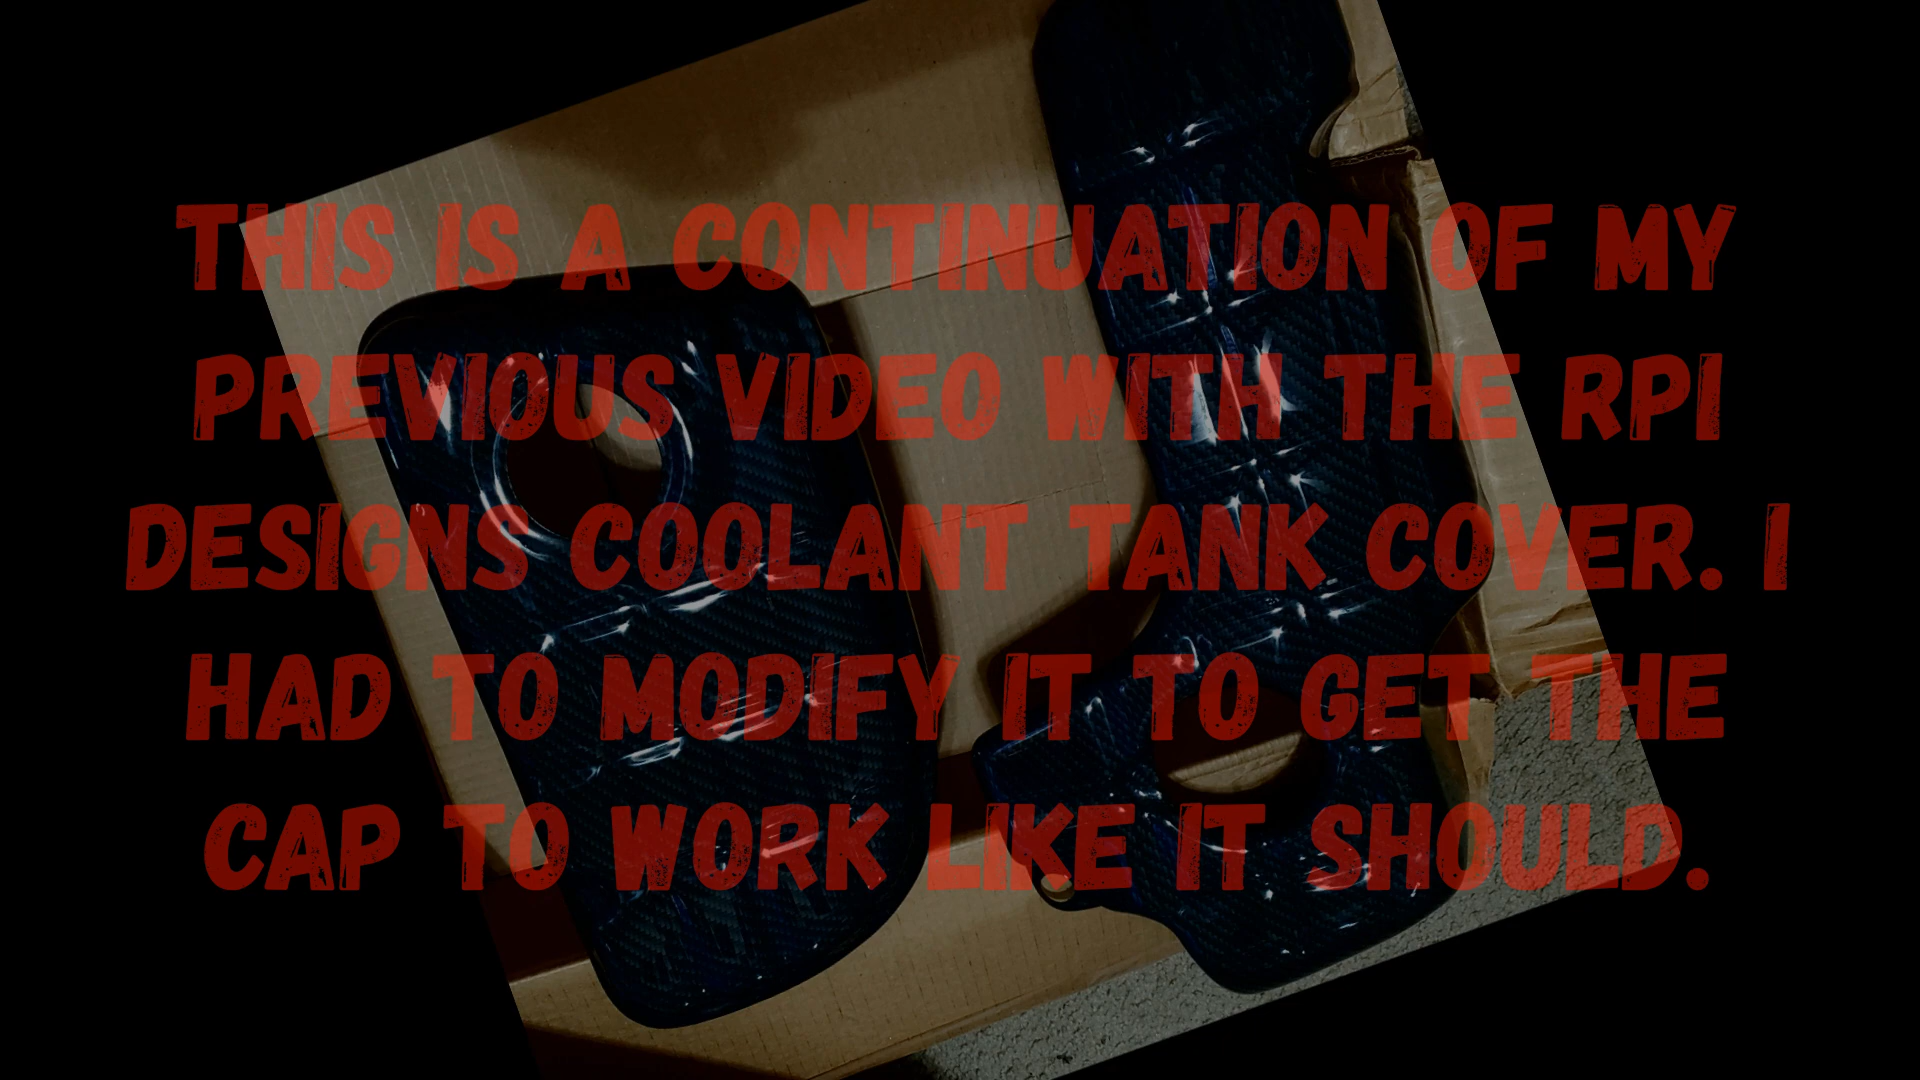 THIS IS A CONTINUATION OF MY
PREVIOUS VIDEO WITH THE RPI
DESIGNS COOLANT TANK COVER. I
HAD TO MODIFY IT TO GET THE
CAP TO WORK LIKE IT SHOULD.